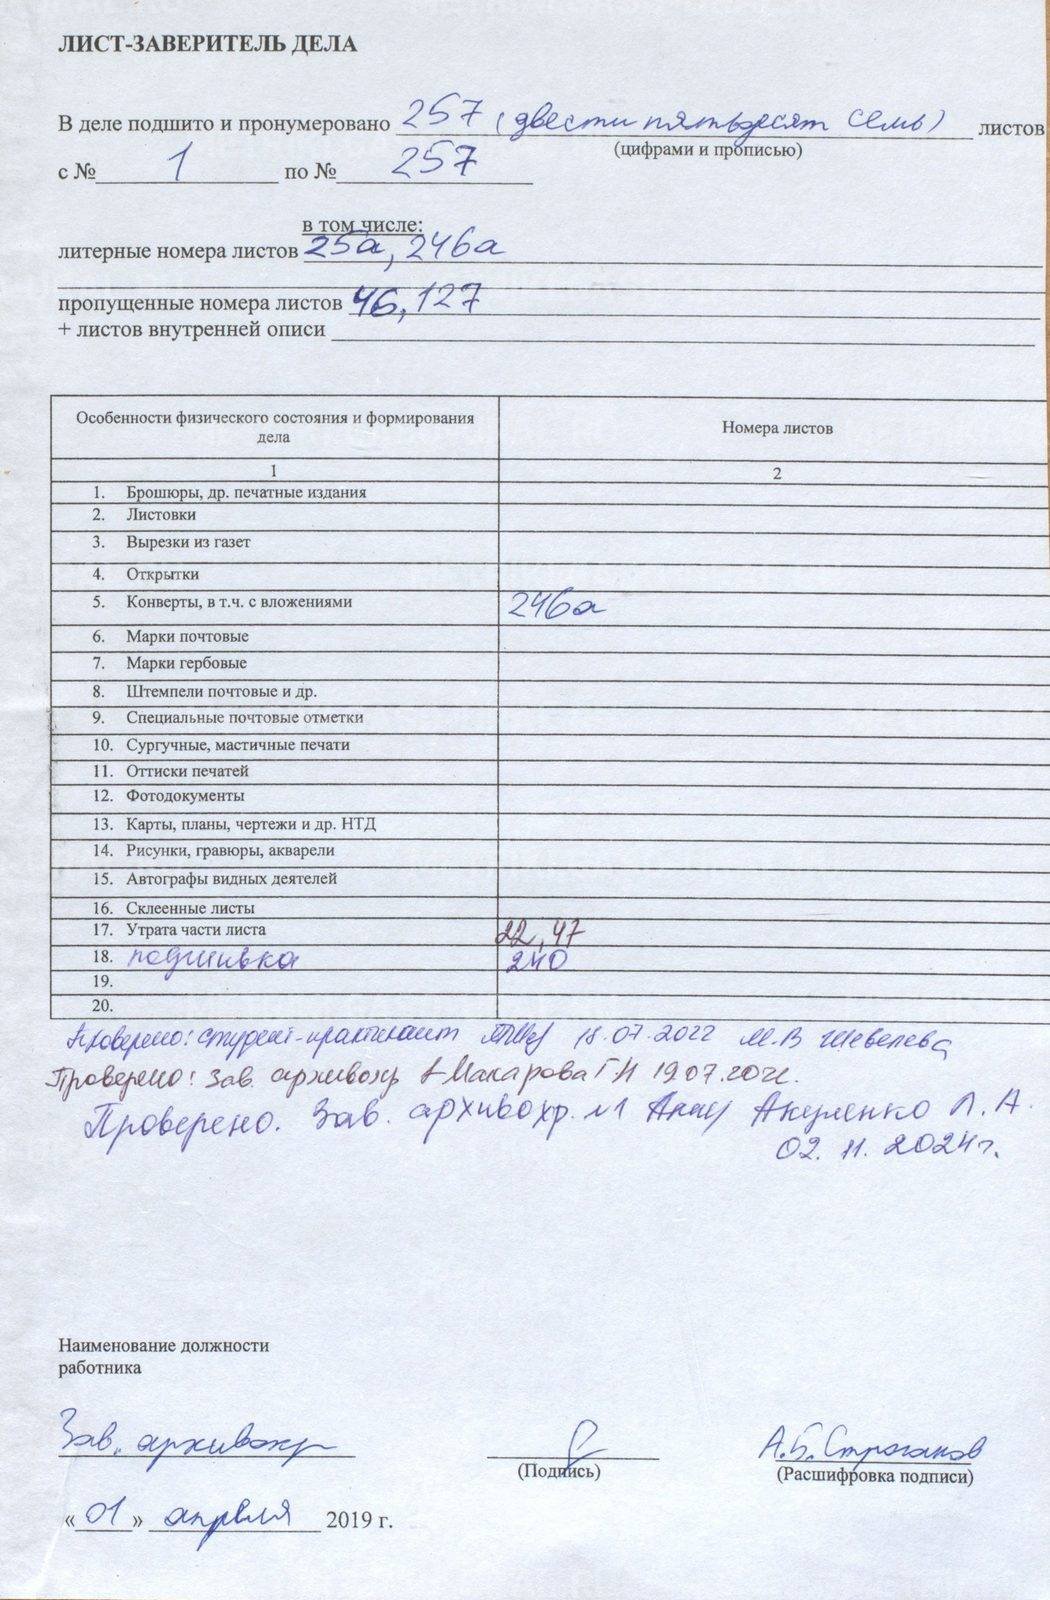 ЛИСТ-ЗАВЕРИТЕЛЬ ДЕЛА
В деле подшито и пронумеровано 257 (двести пятьдесят семь) листов
(цифрами и прописью)
с № 1 по № 257
в том числе:
литерные номера листов 25а, 246а
пропущенные номера листов 46, 127
+ листов внутренней описи
Особенности физического состояния и формирования дела Номера листов
1 2
1. Брошюры, др. печатные издания
2. Листовки
3. Вырезки из газет
4. Открытки
5. Конверты, в т.ч. с вложениями 246а
6. Марки почтовые
7. Марки гербовые
8. Штемпели почтовые и др.
9. Специальные почтовые отметки
10. Сургучные, мастичные печати
11. Оттиски печатей
12. Фотодокументы
13. Карты, планы, чертежи и др. НТД
14. Рисунки, гравюры, акварели
15. Автографы видных деятелей
16. Склеенные листы
17. Утрата части листа 22, 47
18. подшивка 240
19.
20.
Проверено: студент-практикант 18.07.2022 М.В Шевелева
Проверено: Зав. архивохр Макарова Г Н 19 07.2022.
Проверено. Зав. архивохр. №1 Акуленко Л. А.
02. 11. 2024г.
Наименование должности
работника
Зав. архивохр А.Б. Строганов
(Подпись) (Расшифровка подписи)
«01» апреля 2019 г.